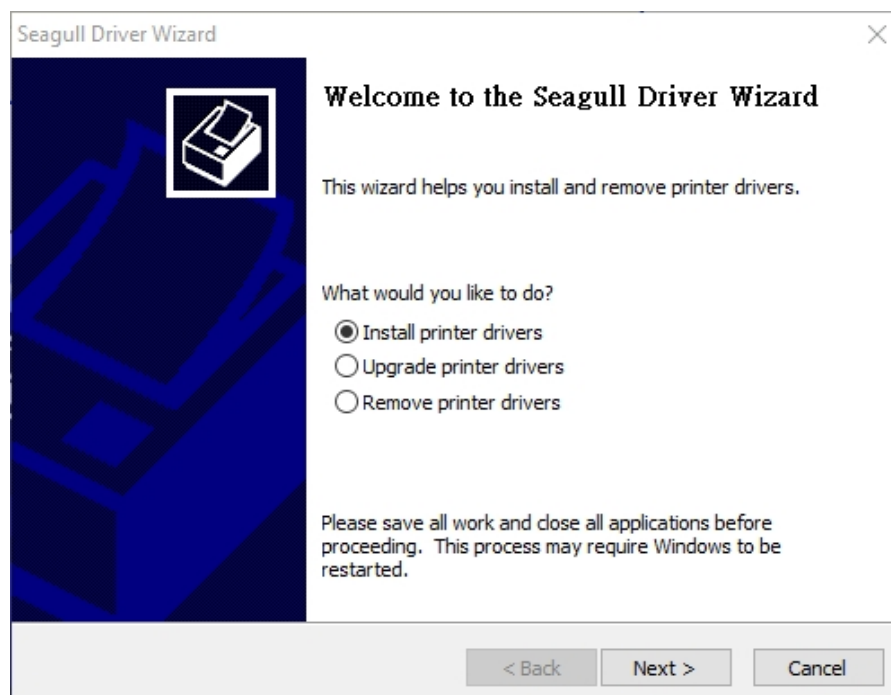 Seagull Driver Wizard
Welcome to the Seagull Driver Wizard
This wizard helps you install and remove printer drivers.
What would you like to do?
Install printer drivers
Upgrade printer drivers
Remove printer drivers
Please save all work and close all applications before
proceeding.  This process may require Windows to be
restarted.
< Back
Next >
Cancel